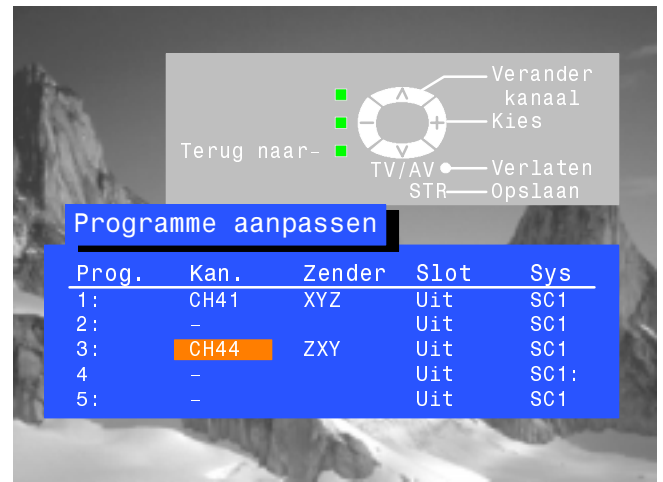 Verander
kanaal
Kies
Terug naar-
TV/AV Verlaten
STR Opslaan
Programme aanpassen
Prog. Kan. Zender Slot Sys
1: CH41 XYZ Uit SC1
2: – Uit SC1
3: CH44 ZXY Uit SC1
4 – Uit SC1:
5: – Uit SC1